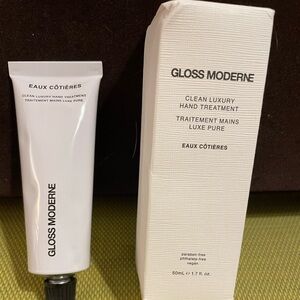 EAUX CÔTIÈRES
CLEAN LUXURY HAND TREATMENT
TRAITEMENT MAINS LUXE PURE
GLOSS MODERNE
GLOSS MODERNE
CLEAN LUXURY
HAND TREATMENT
TRAITEMENT MAINS
LUXE PURE
EAUX CÔTIÈRES
paraben-free
phthalate-free
vegan
50mL e 1.7 fl. oz.